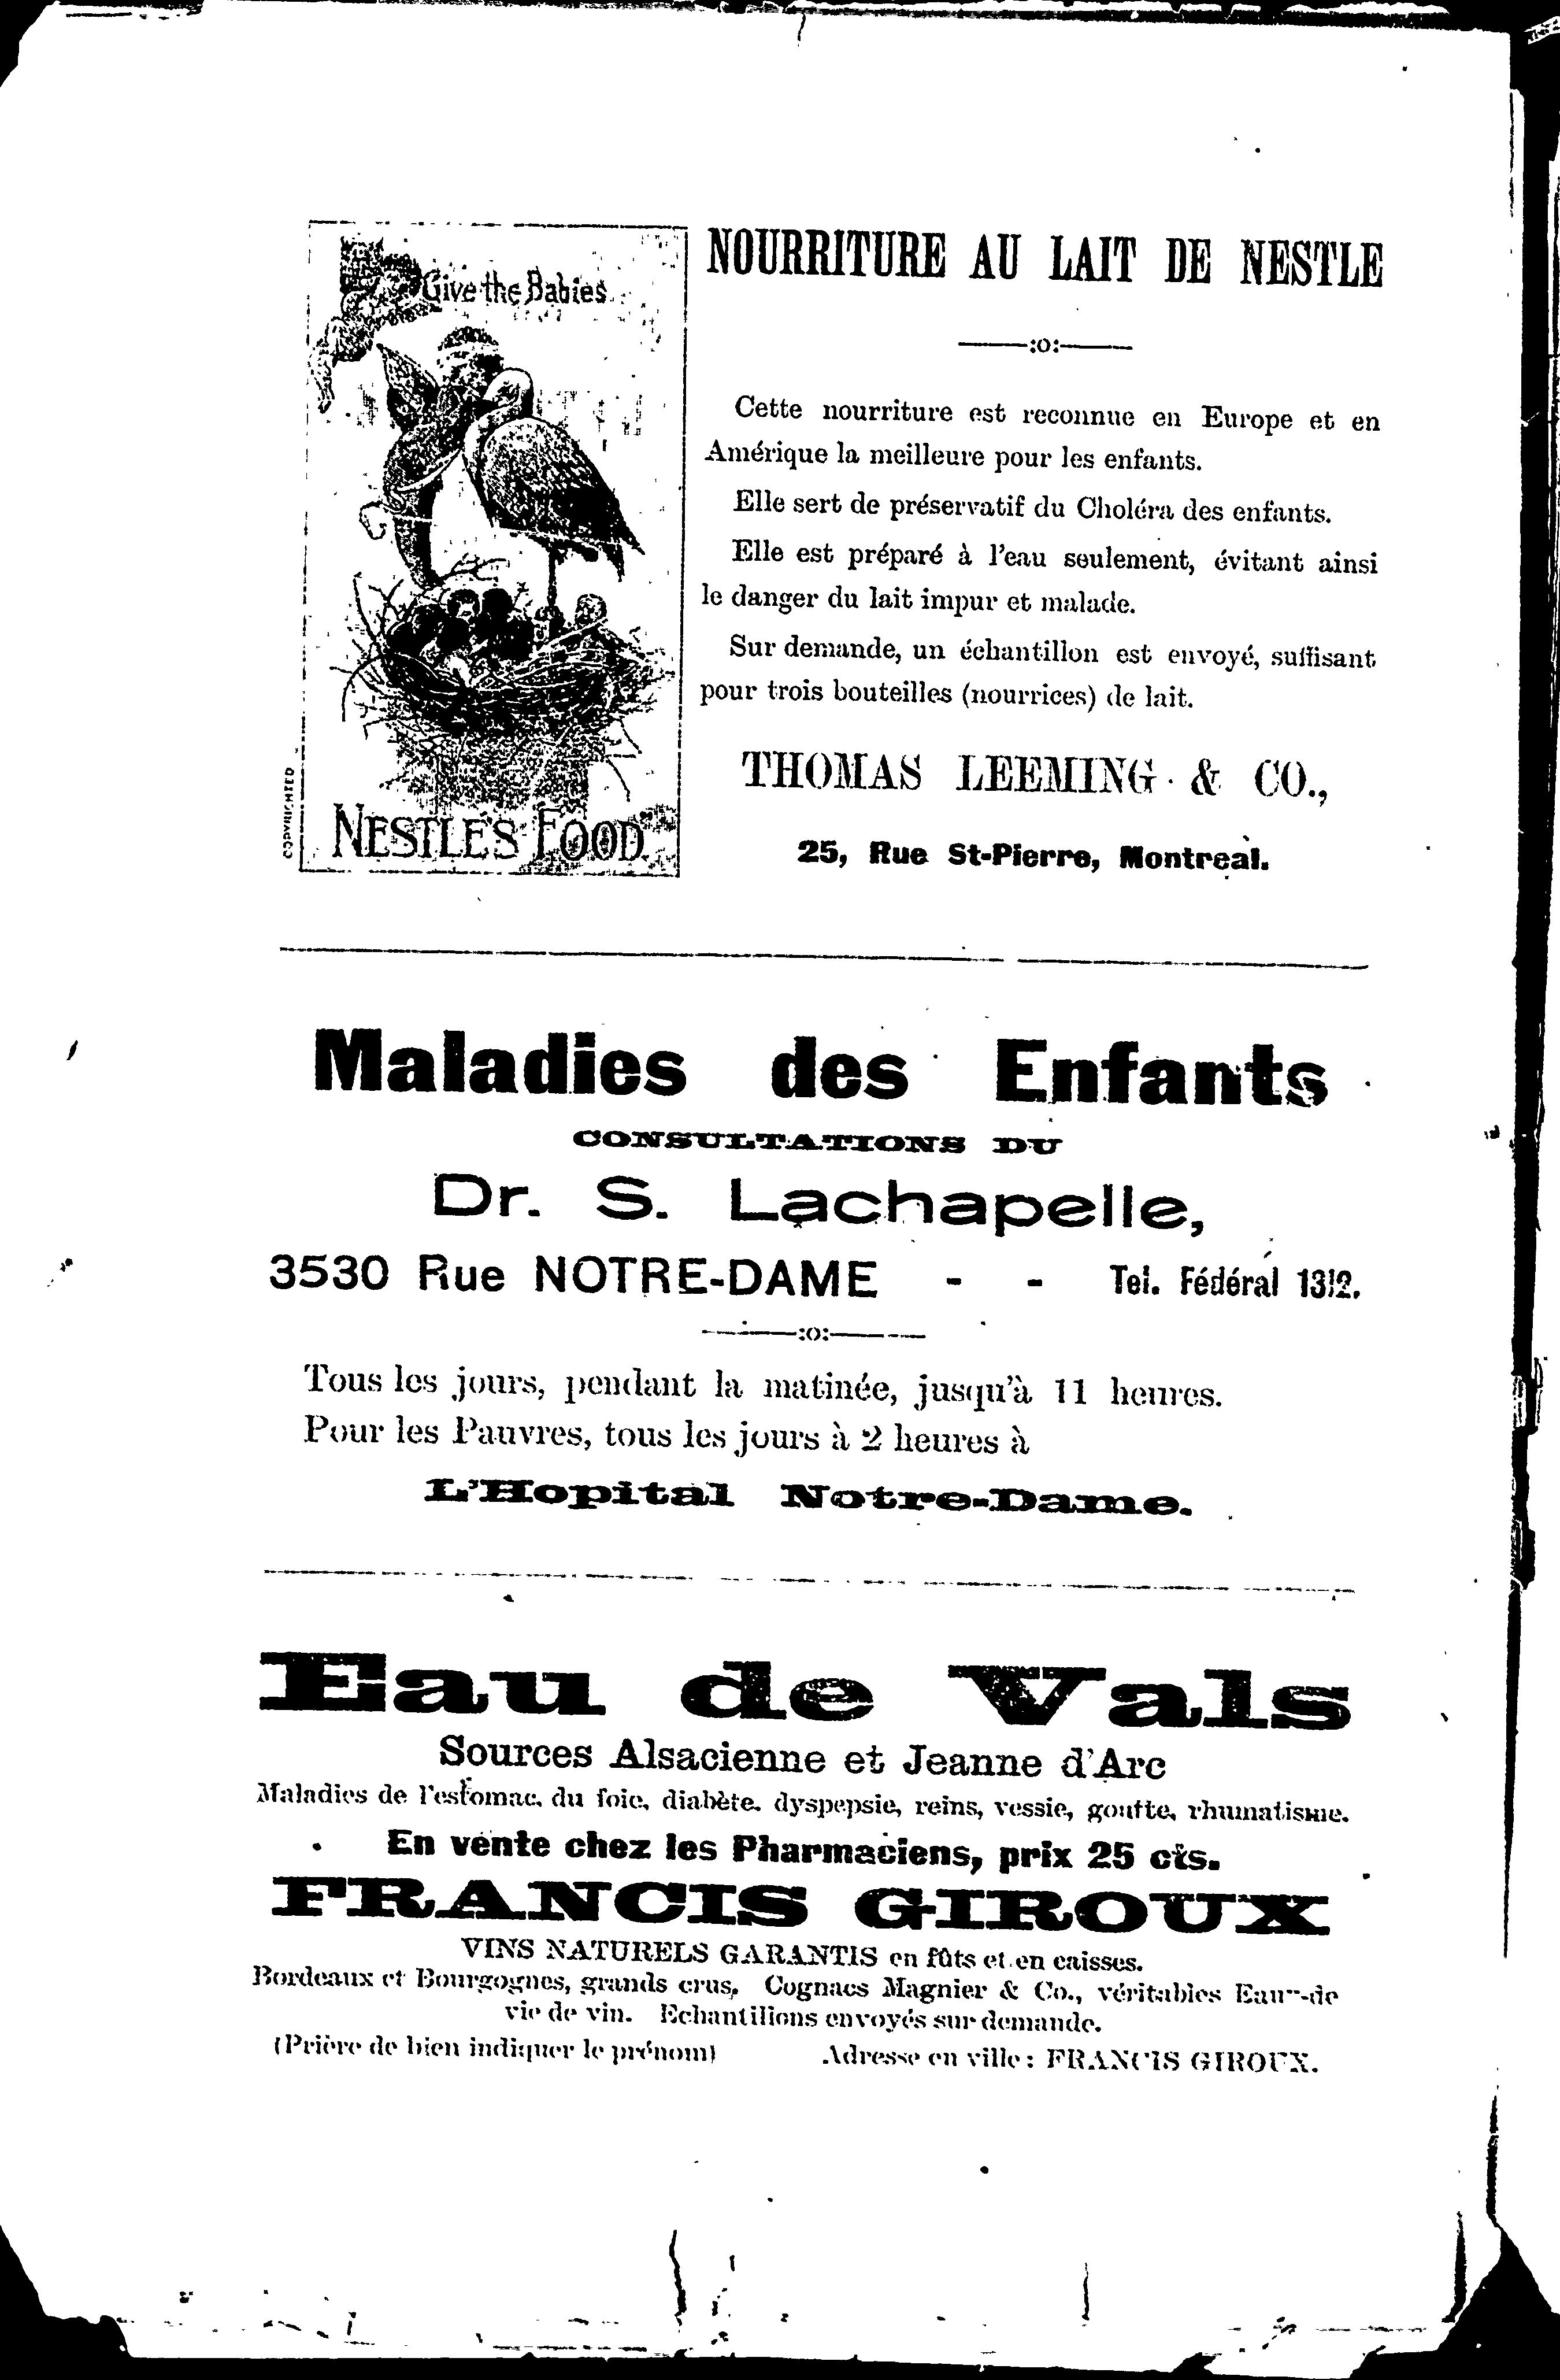 Give the Babies
NESTLE'S FOOD
COPYRIGHTED
NOURRITURE AU LAIT DE NESTLE
:o:
Cette nourriture est reconnue en Europe et en
Amérique la meilleure pour les enfants.
Elle sert de préservatif du Choléra des enfants.
Elle est préparé à l'eau seulement, évitant ainsi
le danger du lait impur et malade.
Sur demande, un échantillon est envoyé, suffisant
pour trois bouteilles (nourrices) de lait.
THOMAS LEEMING & CO.,
25, Rue St-Pierre, Montreal.
Maladies des Enfants
CONSULTATIONS DU
Dr. S. Lachapelle,
3530 Rue NOTRE-DAME - - Tel. Fédéral 1312.
:o:
Tous les jours, pendant la matinée, jusqu'à 11 heures.
Pour les Pauvres, tous les jours à 2 heures à
L'Hopital Notre-Dame.
Eau de Vals
Sources Alsacienne et Jeanne d'Arc
Maladies de l'estomac, du foie, diabète, dyspepsie, reins, vessie, goutte, rhumatisme.
En vente chez les Pharmaciens, prix 25 cts.
FRANCIS GIROUX
VINS NATURELS GARANTIS en fûts et en caisses.
Bordeaux et Bourgognes, grands crus, Cognacs Magnier & Co., véritables Eaux-de
vie de vin. Echantillons envoyés sur demande.
(Prière de bien indiquer le prénom) Adresse en ville : FRANCIS GIROUX.